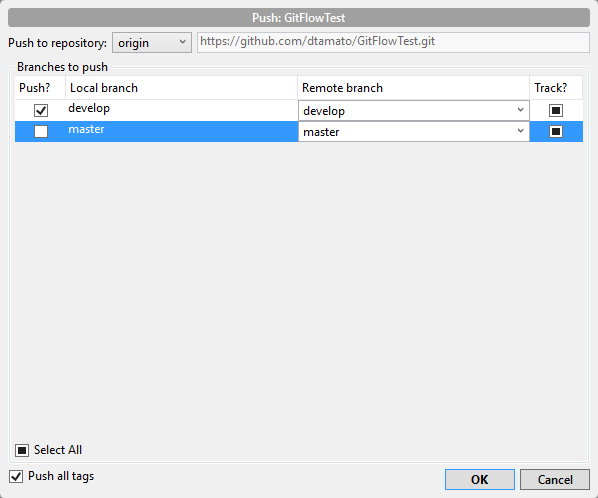 Push: GitFlowTest
Push to repository: origin https://github.com/dtamato/GitFlowTest.git
Branches to push
Push? Local branch Remote branch Track?
develop develop
master master
Select All
Push all tags
OK Cancel